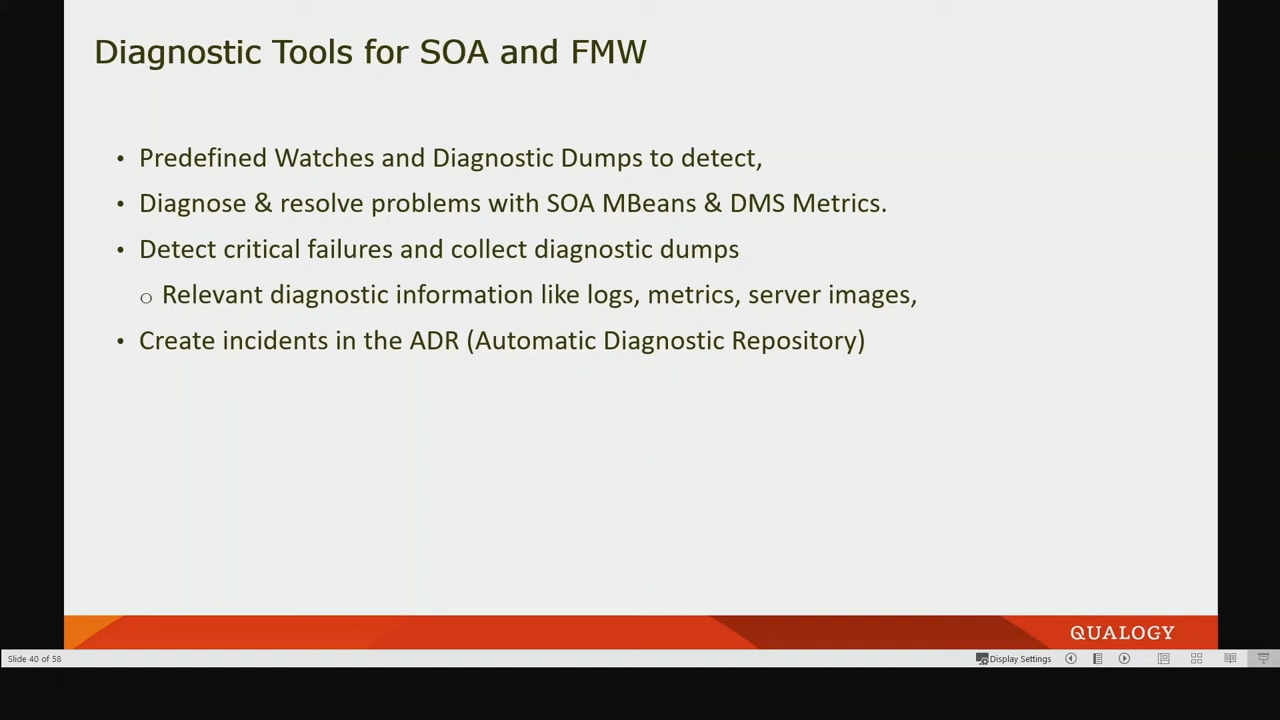 Diagnostic Tools for SOA and FMW
• Predefined Watches and Diagnostic Dumps to detect,
• Diagnose & resolve problems with SOA MBeans & DMS Metrics.
• Detect critical failures and collect diagnostic dumps
o Relevant diagnostic information like logs, metrics, server images,
• Create incidents in the ADR (Automatic Diagnostic Repository)
QUALOGY
Slide 40 of 58
Display Settings